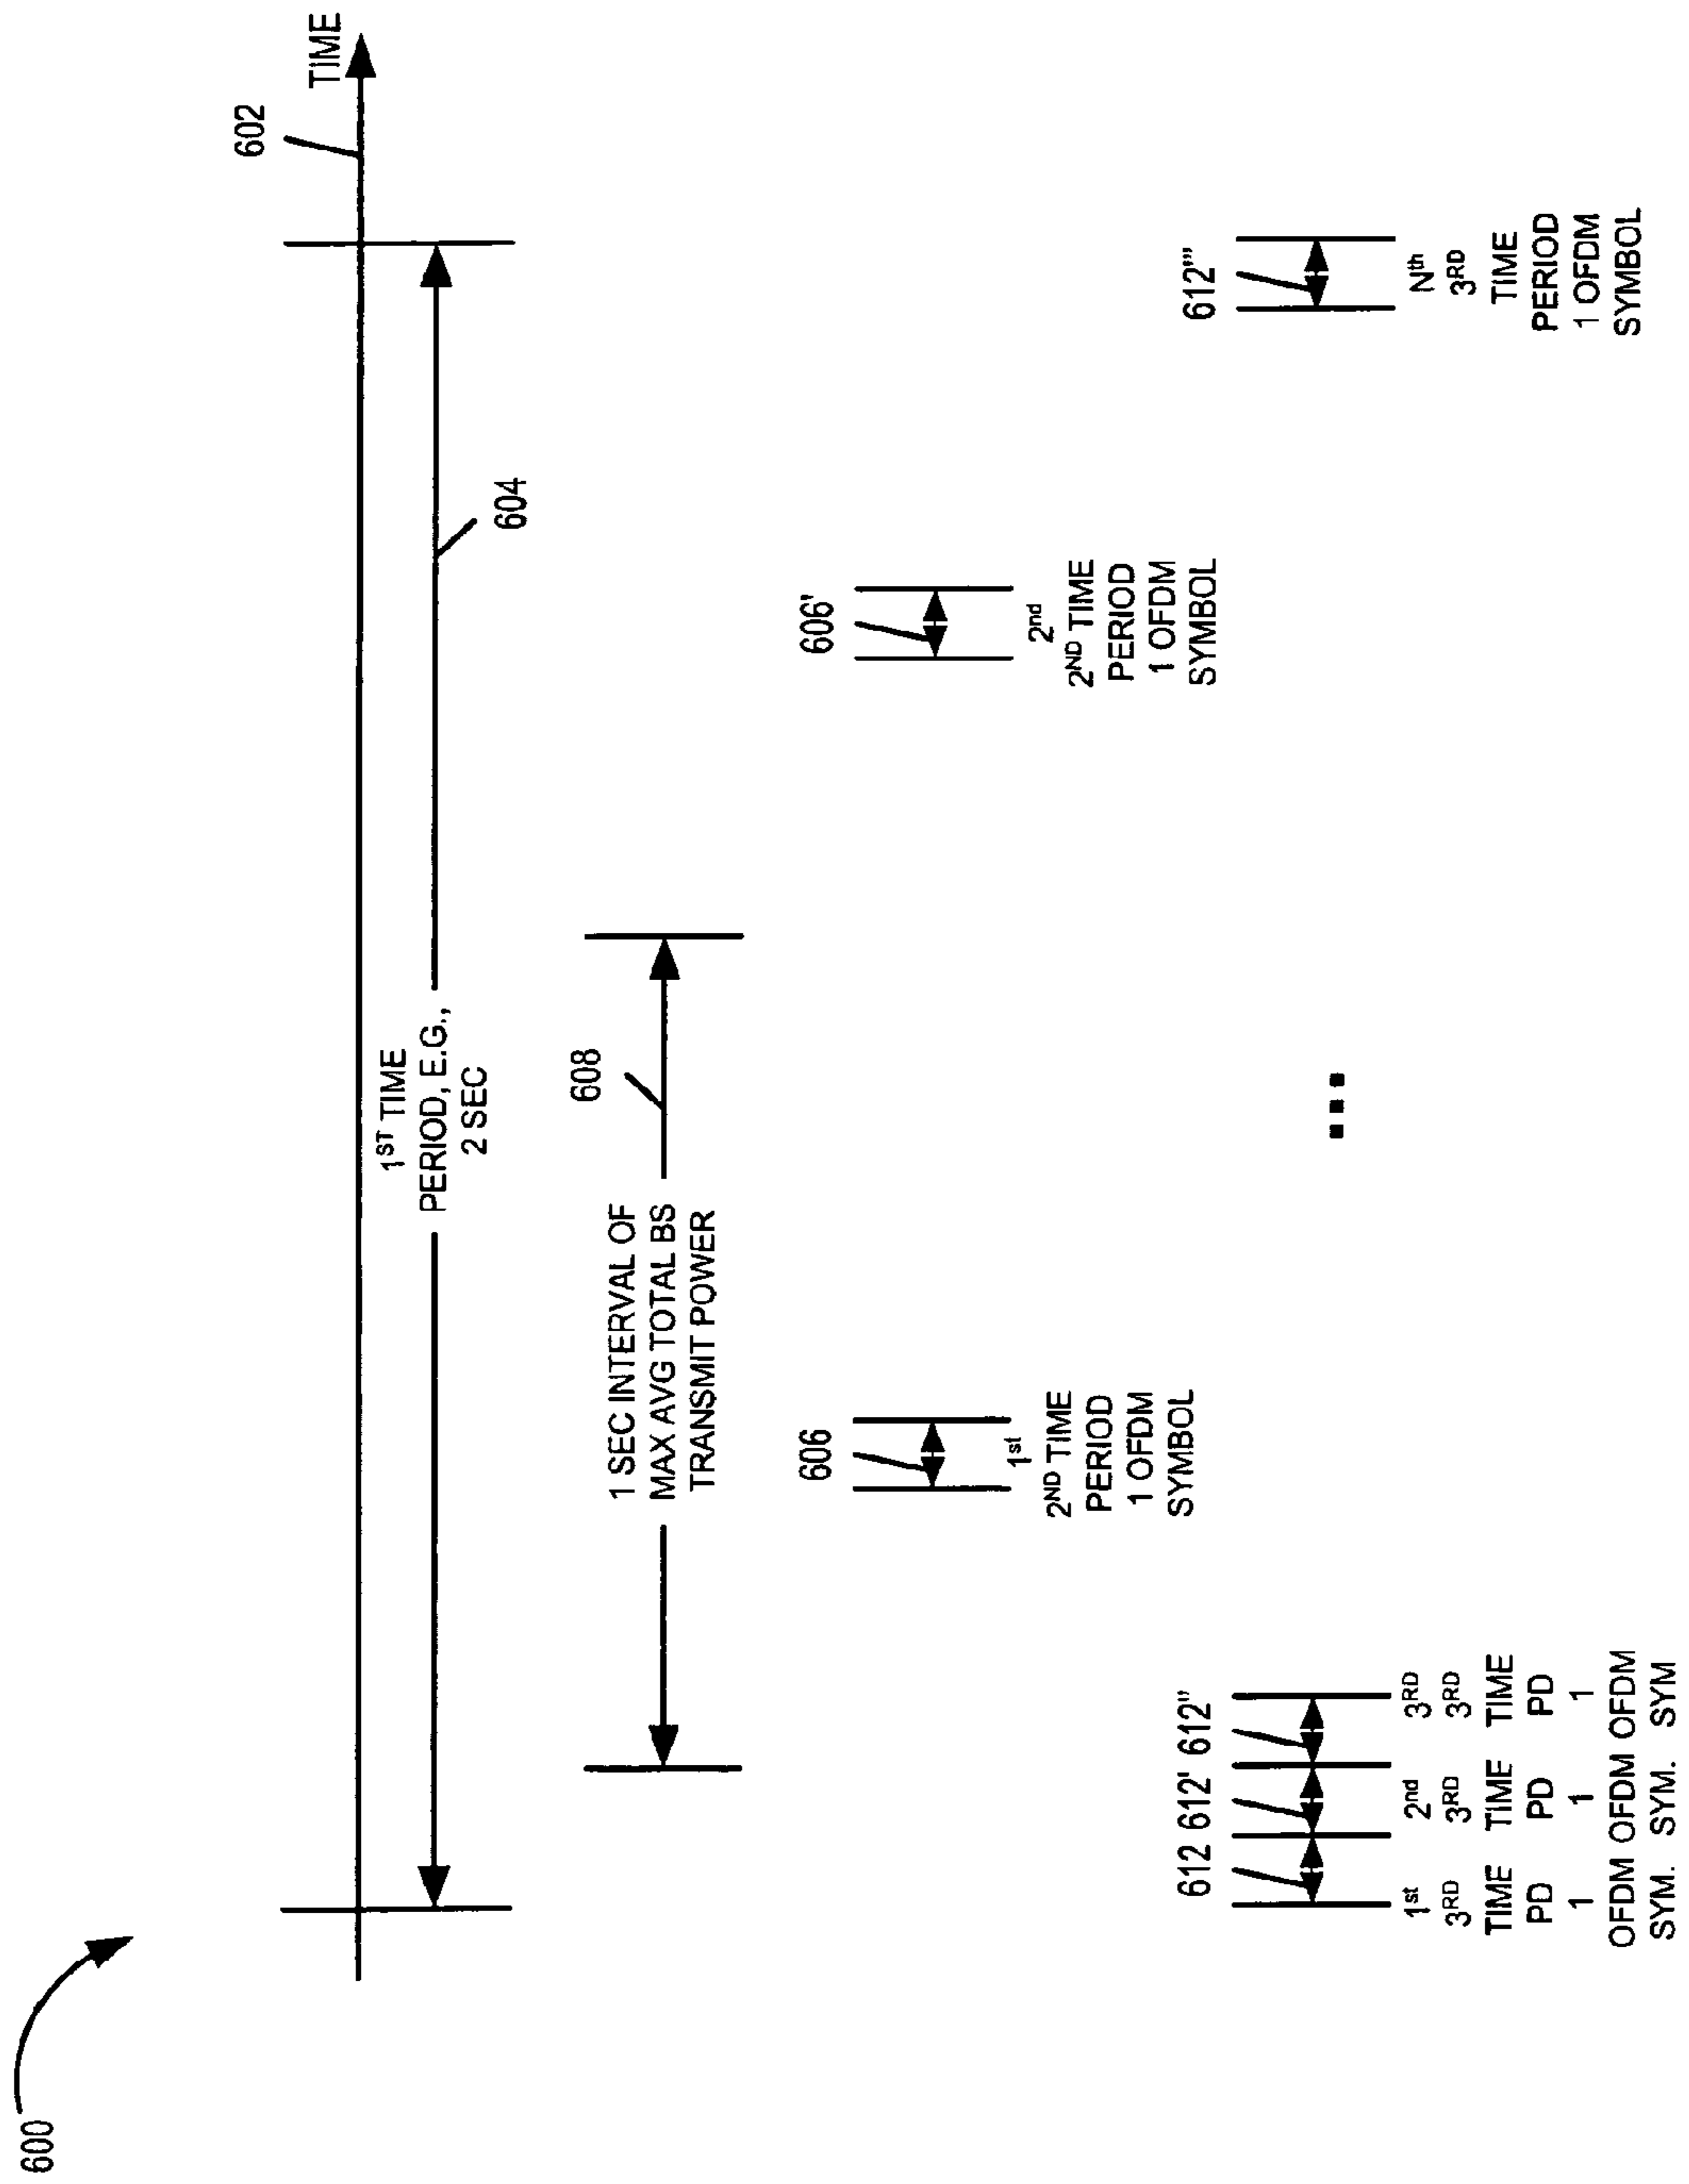 600
602
TIME
1ST TIME
PERIOD, E.G.,
2 SEC
604
608
1 SEC INTERVAL OF
MAX AVG TOTAL BS
TRANSMIT POWER
606
1st
2ND TIME
PERIOD
1 OFDM
SYMBOL
606'
2nd
2ND TIME
PERIOD
1 OFDM
SYMBOL
612 612' 612"
1st 2nd 3RD
3RD 3RD 3RD
TIME TIME TIME
PD PD PD
1 1 1
OFDM OFDM OFDM
SYM. SYM. SYM
...
612'"
Nth
3RD
TIME
PERIOD
1 OFDM
SYMBOL